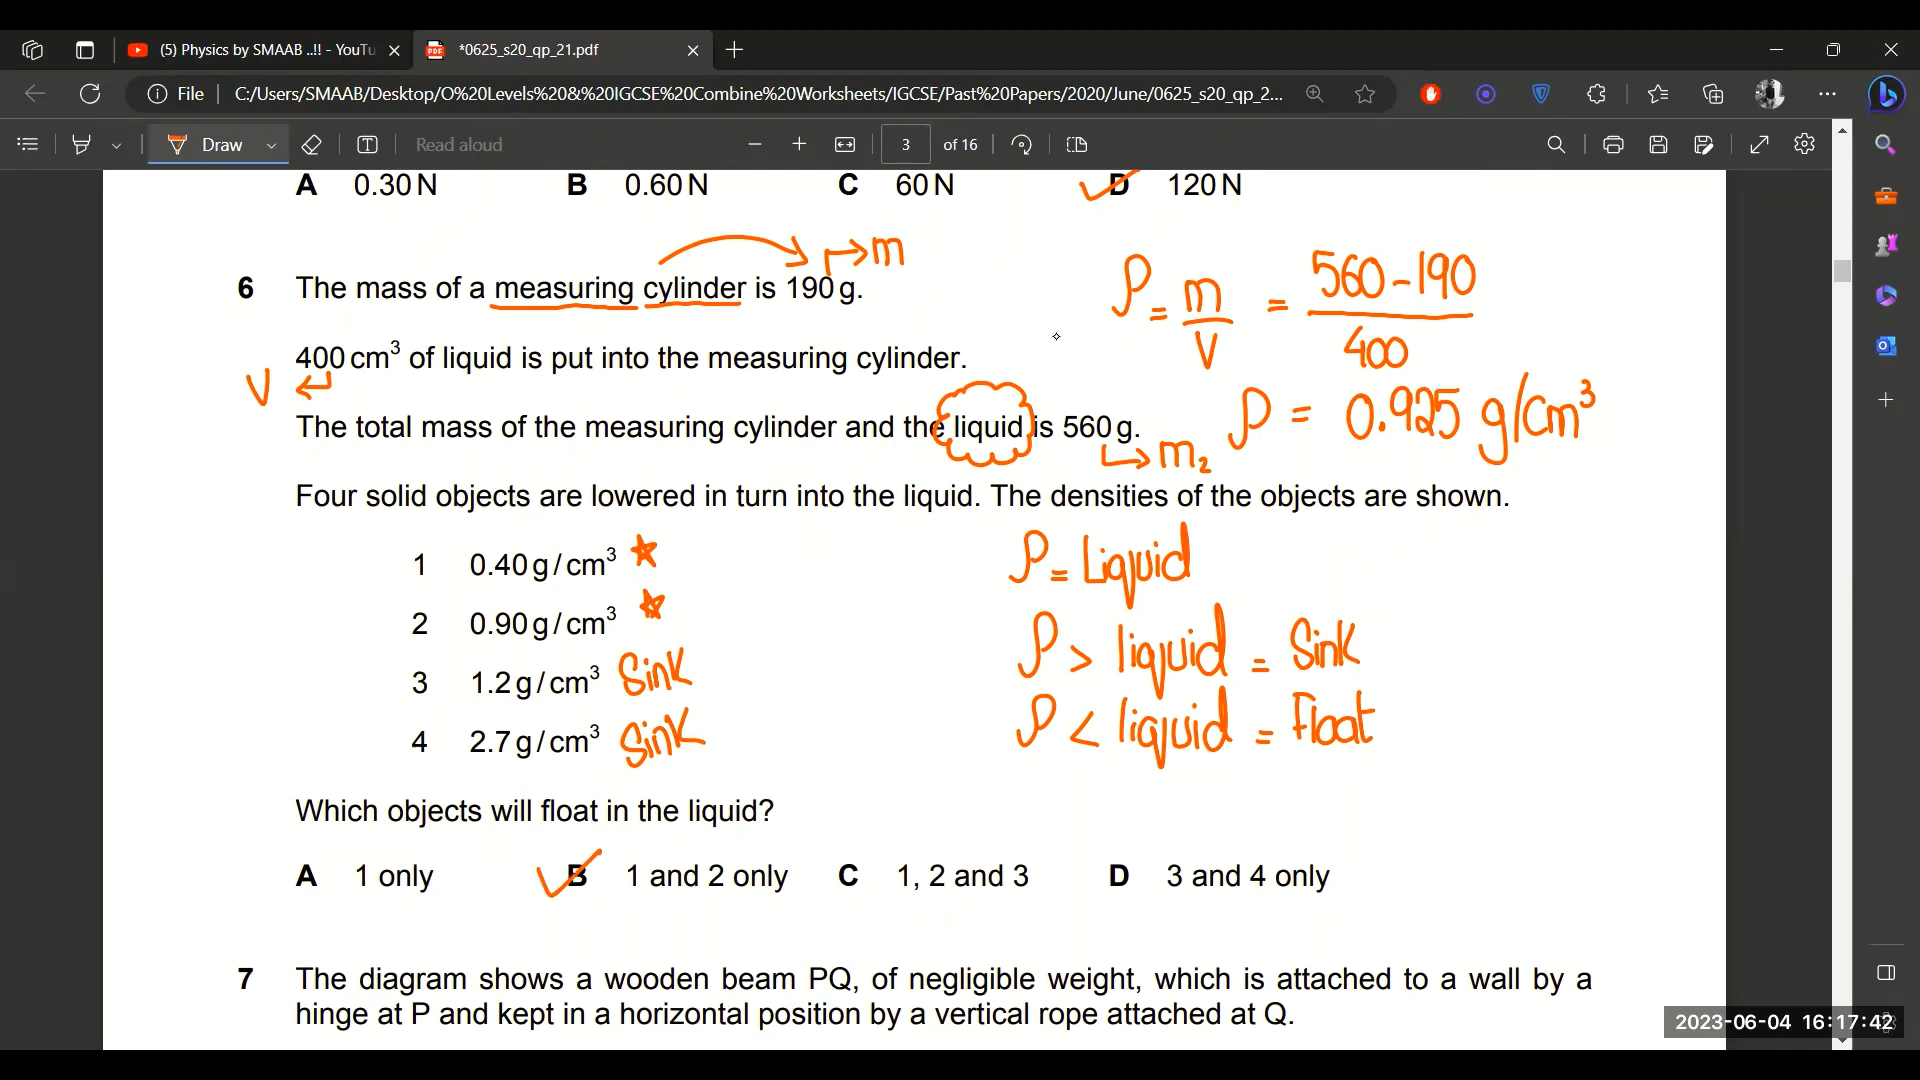 (5) Physics by SMAAB ..!! - YouTu
*0625_s20_qp_21.pdf
File
C:/Users/SMAAB/Desktop/O%20Levels%20&%20IGCSE%20Combine%20Worksheets/IGCSE/Past%20Papers/2020/June/0625_s20_qp_2...
Draw
Read aloud
3 of 16
A 0.30 N B 0.60 N C 60 N D 120 N
m
6 The mass of a measuring cylinder is 190 g.
ρ = m/V = 560-190/400
400 cm³ of liquid is put into the measuring cylinder.
V
The total mass of the measuring cylinder and the liquid is 560 g.
m₂
ρ = 0.925 g/cm³
Four solid objects are lowered in turn into the liquid. The densities of the objects are shown.
1 0.40 g / cm³
ρ = Liquid
2 0.90 g / cm³
ρ > liquid = Sink
3 1.2 g / cm³ Sink
ρ < liquid = Float
4 2.7 g / cm³ Sink
Which objects will float in the liquid?
A 1 only B 1 and 2 only C 1, 2 and 3 D 3 and 4 only
7 The diagram shows a wooden beam PQ, of negligible weight, which is attached to a wall by a
hinge at P and kept in a horizontal position by a vertical rope attached at Q.
2023-06-04 16:17:42